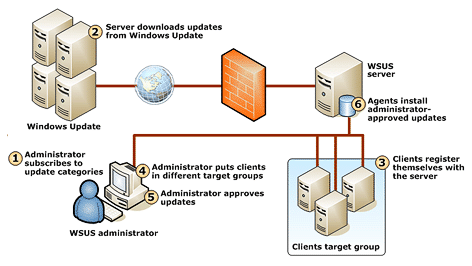 2 Server downloads updates
from Windows Update
WSUS
server
6 Agents install
administrator-
approved updates
Windows Update
1 Administrator
subscribes to
update categories
4 Administrator puts clients
in different target groups
5 Administrator approves
updates
3 Clients register
themselves with
the server
WSUS administrator
Clients target group